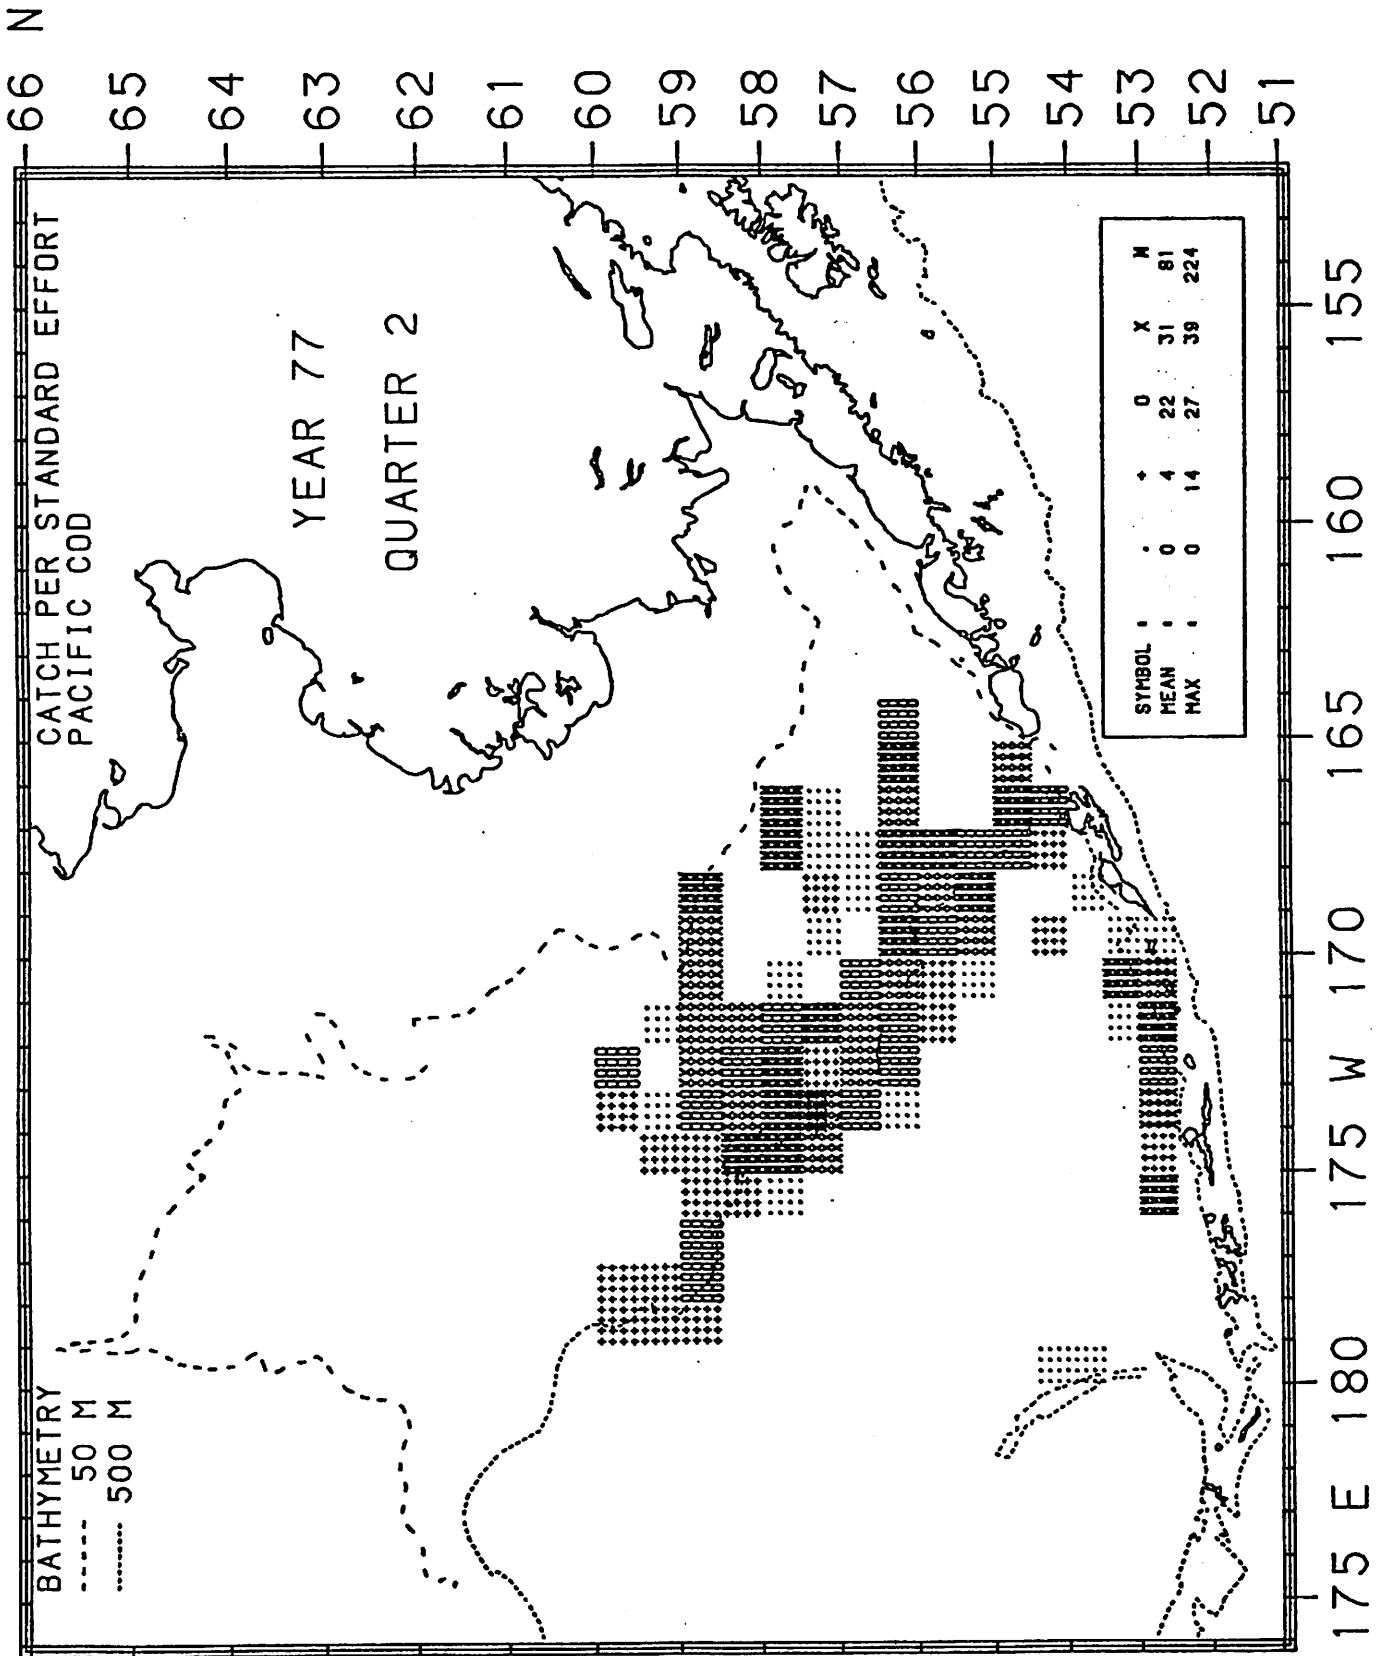 CATCH PER STANDARD EFFORT
PACIFIC COD
YEAR 77
QUARTER 2
BATHYMETRY
50 M
500 M
SYMBOL : . + O X M
MEAN : 0 4 22 31 81
MAX : 0 14 27 39 224
66 N
65
64
63
62
61
60
59
58
57
56
55
54
53
52
51
175 E
180
175 W
170
165
160
155